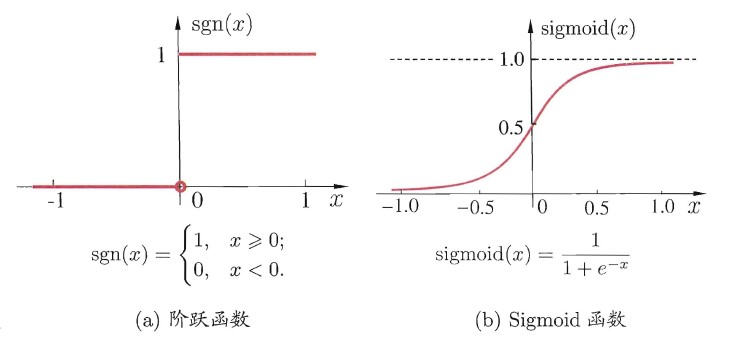 sgn(x)
1
-1
0
1
x
sgn(x) = {1, x ⩾ 0;
0, x < 0.
(a) 阶跃函数
sigmoid(x)
1.0
0.5
-1.0
-0.5
0
0.5
1.0
x
sigmoid(x) = 1 / (1 + e^{-x})
(b) Sigmoid 函数